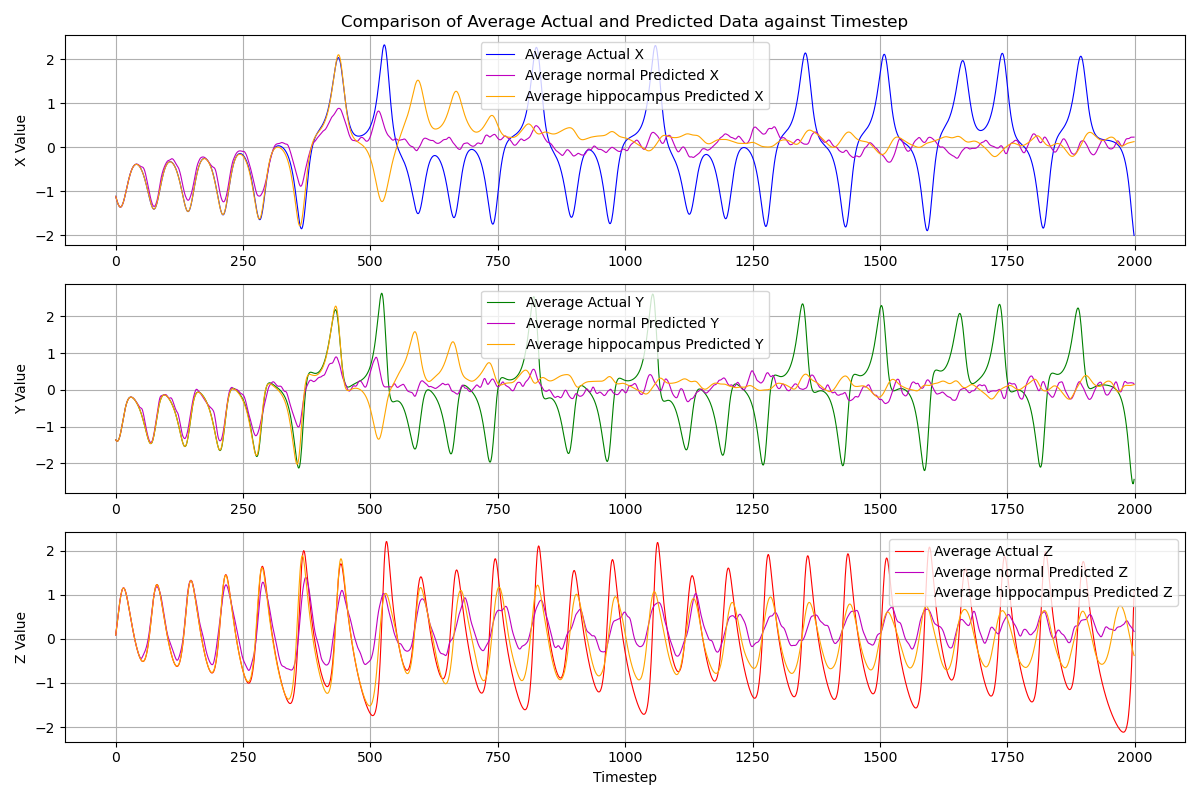 Comparison of Average Actual and Predicted Data against Timestep
X Value
2
1
0
−1
−2
Average Actual X
Average normal Predicted X
Average hippocampus Predicted X
0 250 500 750 1000 1250 1500 1750 2000
Y Value
2
1
0
−1
−2
Average Actual Y
Average normal Predicted Y
Average hippocampus Predicted Y
0 250 500 750 1000 1250 1500 1750 2000
Z Value
2
1
0
−1
−2
Average Actual Z
Average normal Predicted Z
Average hippocampus Predicted Z
0 250 500 750 1000 1250 1500 1750 2000
Timestep